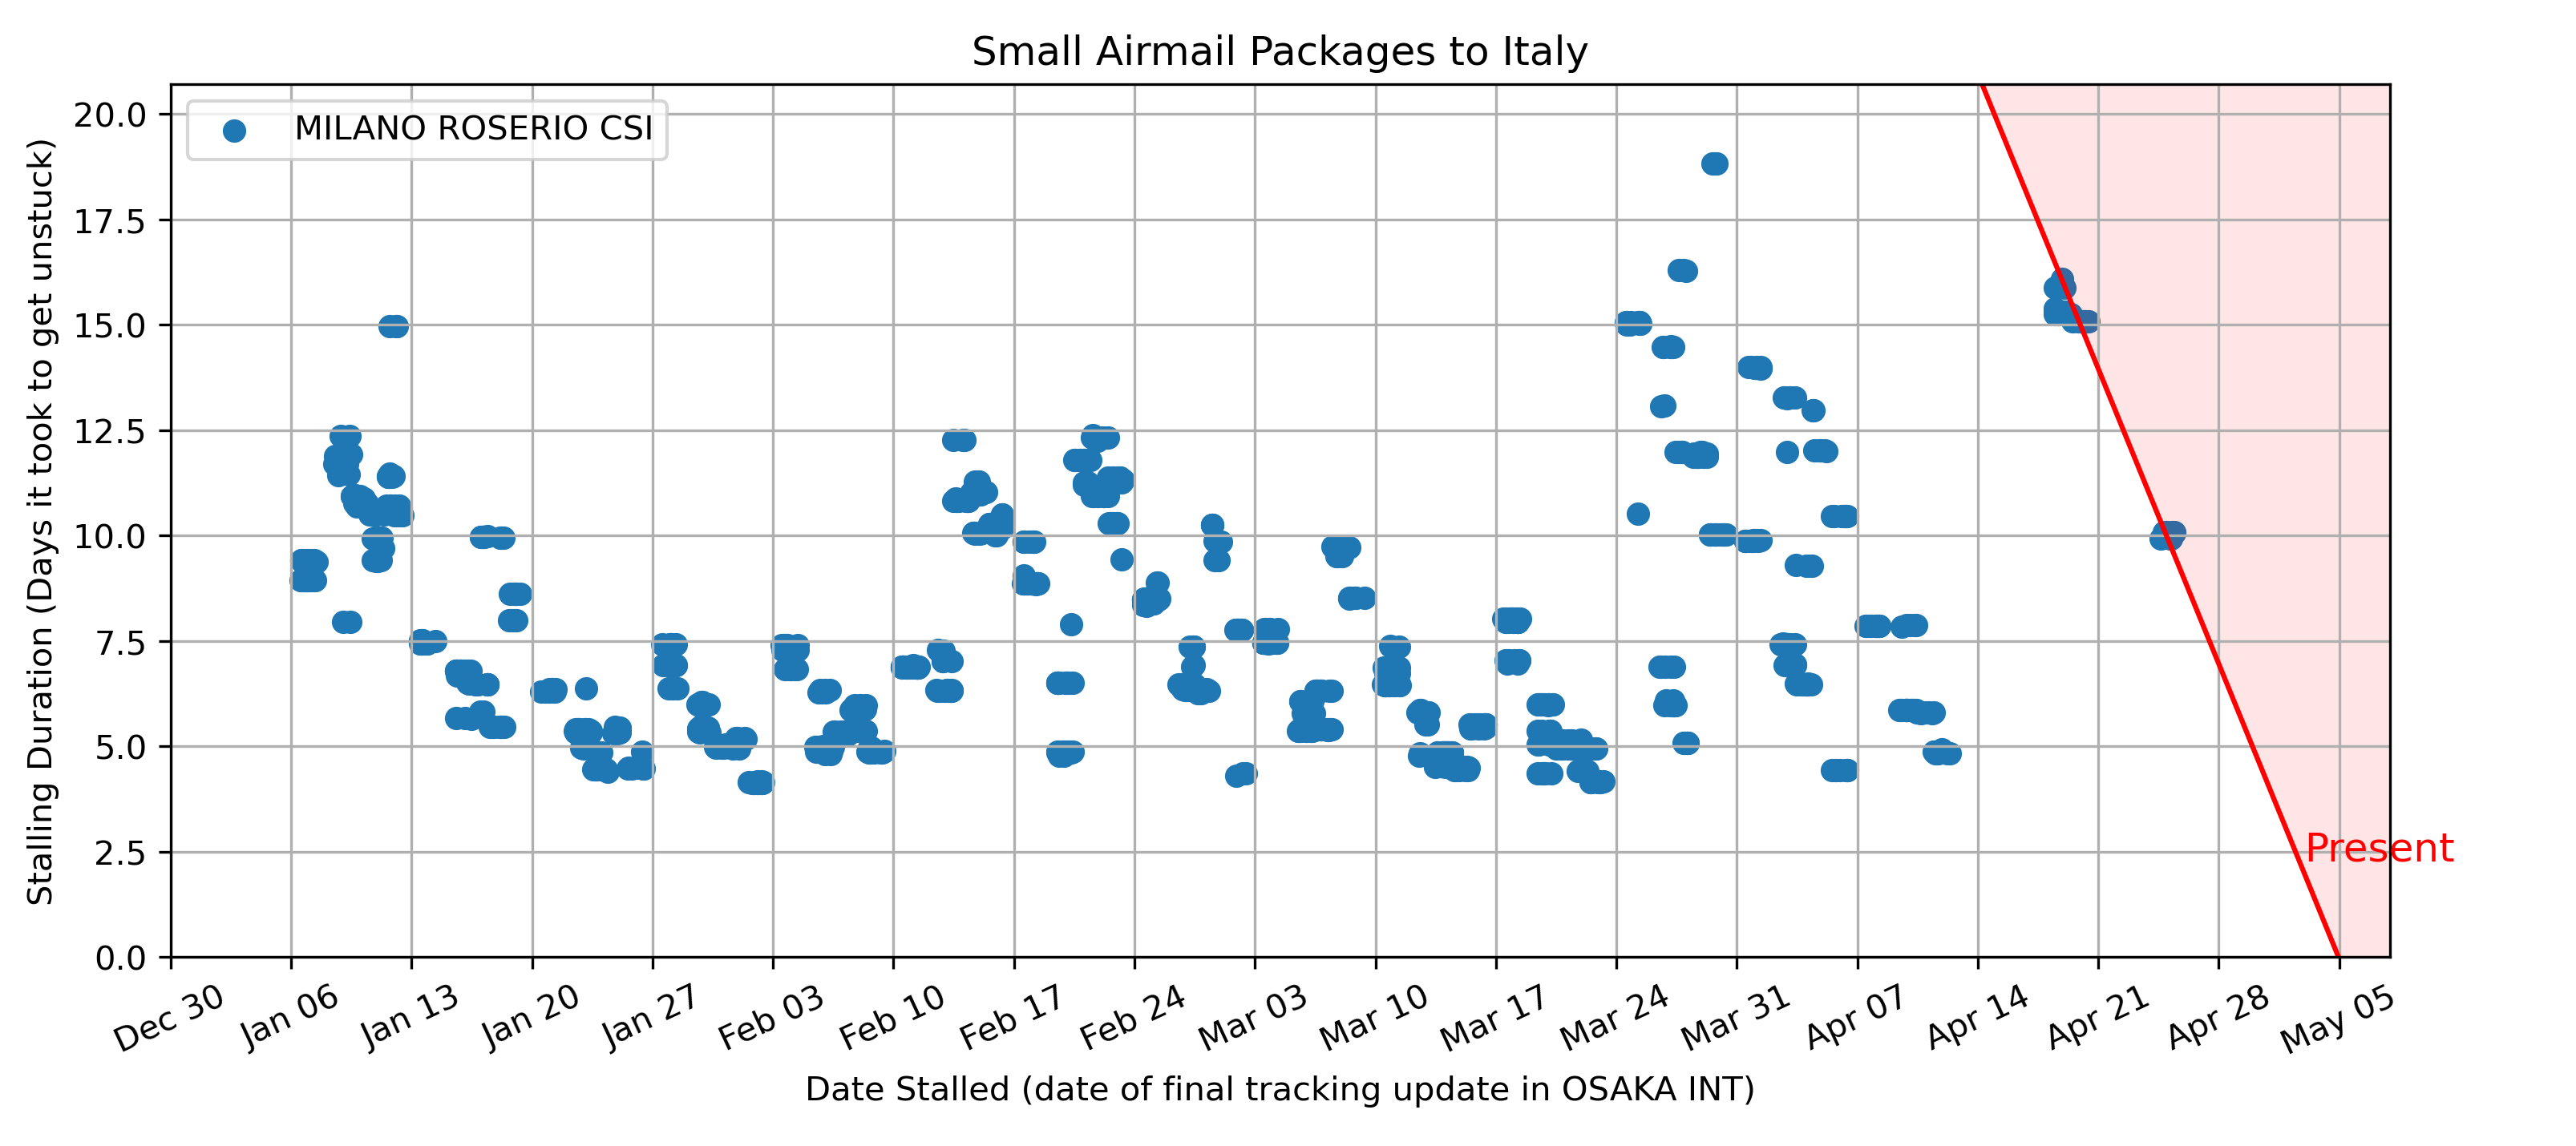 Small Airmail Packages to Italy
MILANO ROSERIO CSI
Stalling Duration (Days it took to get unstuck)
20.0
17.5
15.0
12.5
10.0
7.5
5.0
2.5
0.0
Present
Dec 30 Jan 06 Jan 13 Jan 20 Jan 27 Feb 03 Feb 10 Feb 17 Feb 24 Mar 03 Mar 10 Mar 17 Mar 24 Mar 31 Apr 07 Apr 14 Apr 21 Apr 28 May 05
Date Stalled (date of final tracking update in OSAKA INT)